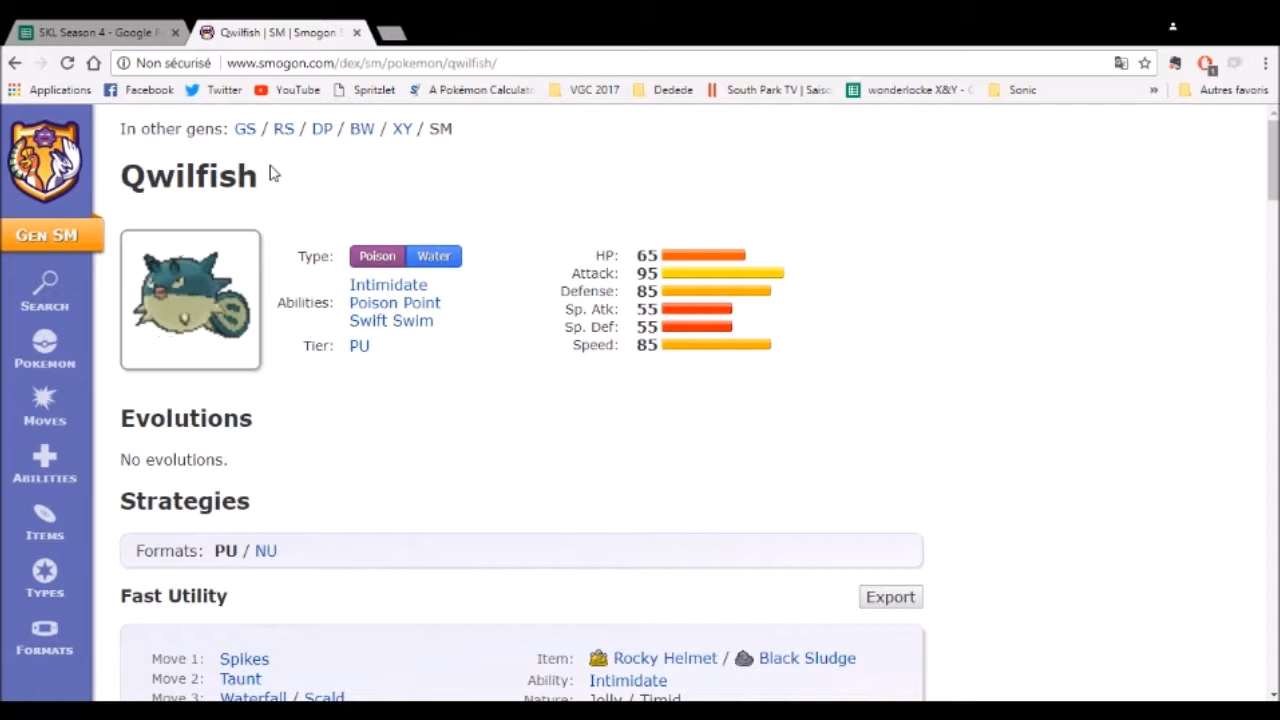 SKL Season 4 - Google F
Qwilfish | SM | Smogon
Non sécurisé www.smogon.com/dex/sm/pokemon/qwilfish/
Applications Facebook Twitter YouTube Spritzlet A Pokémon Calculat VGC 2017 Dedede South Park TV | Saiso wonderlocke X&Y - Sonic » Autres favoris
In other gens: GS / RS / DP / BW / XY / SM
Qwilfish
GEN SM
SEARCH
POKEMON
MOVES
ABILITIES
ITEMS
TYPES
FORMATS
Type: Poison Water
Abilities: Intimidate
Poison Point
Swift Swim
Tier: PU
HP: 65
Attack: 95
Defense: 85
Sp. Atk: 55
Sp. Def: 55
Speed: 85
Evolutions
No evolutions.
Strategies
Formats: PU / NU
Fast Utility
Export
Move 1: Spikes
Move 2: Taunt
Move 3: Waterfall / Scald
Item: Rocky Helmet / Black Sludge
Ability: Intimidate
Nature: Jolly / Timid